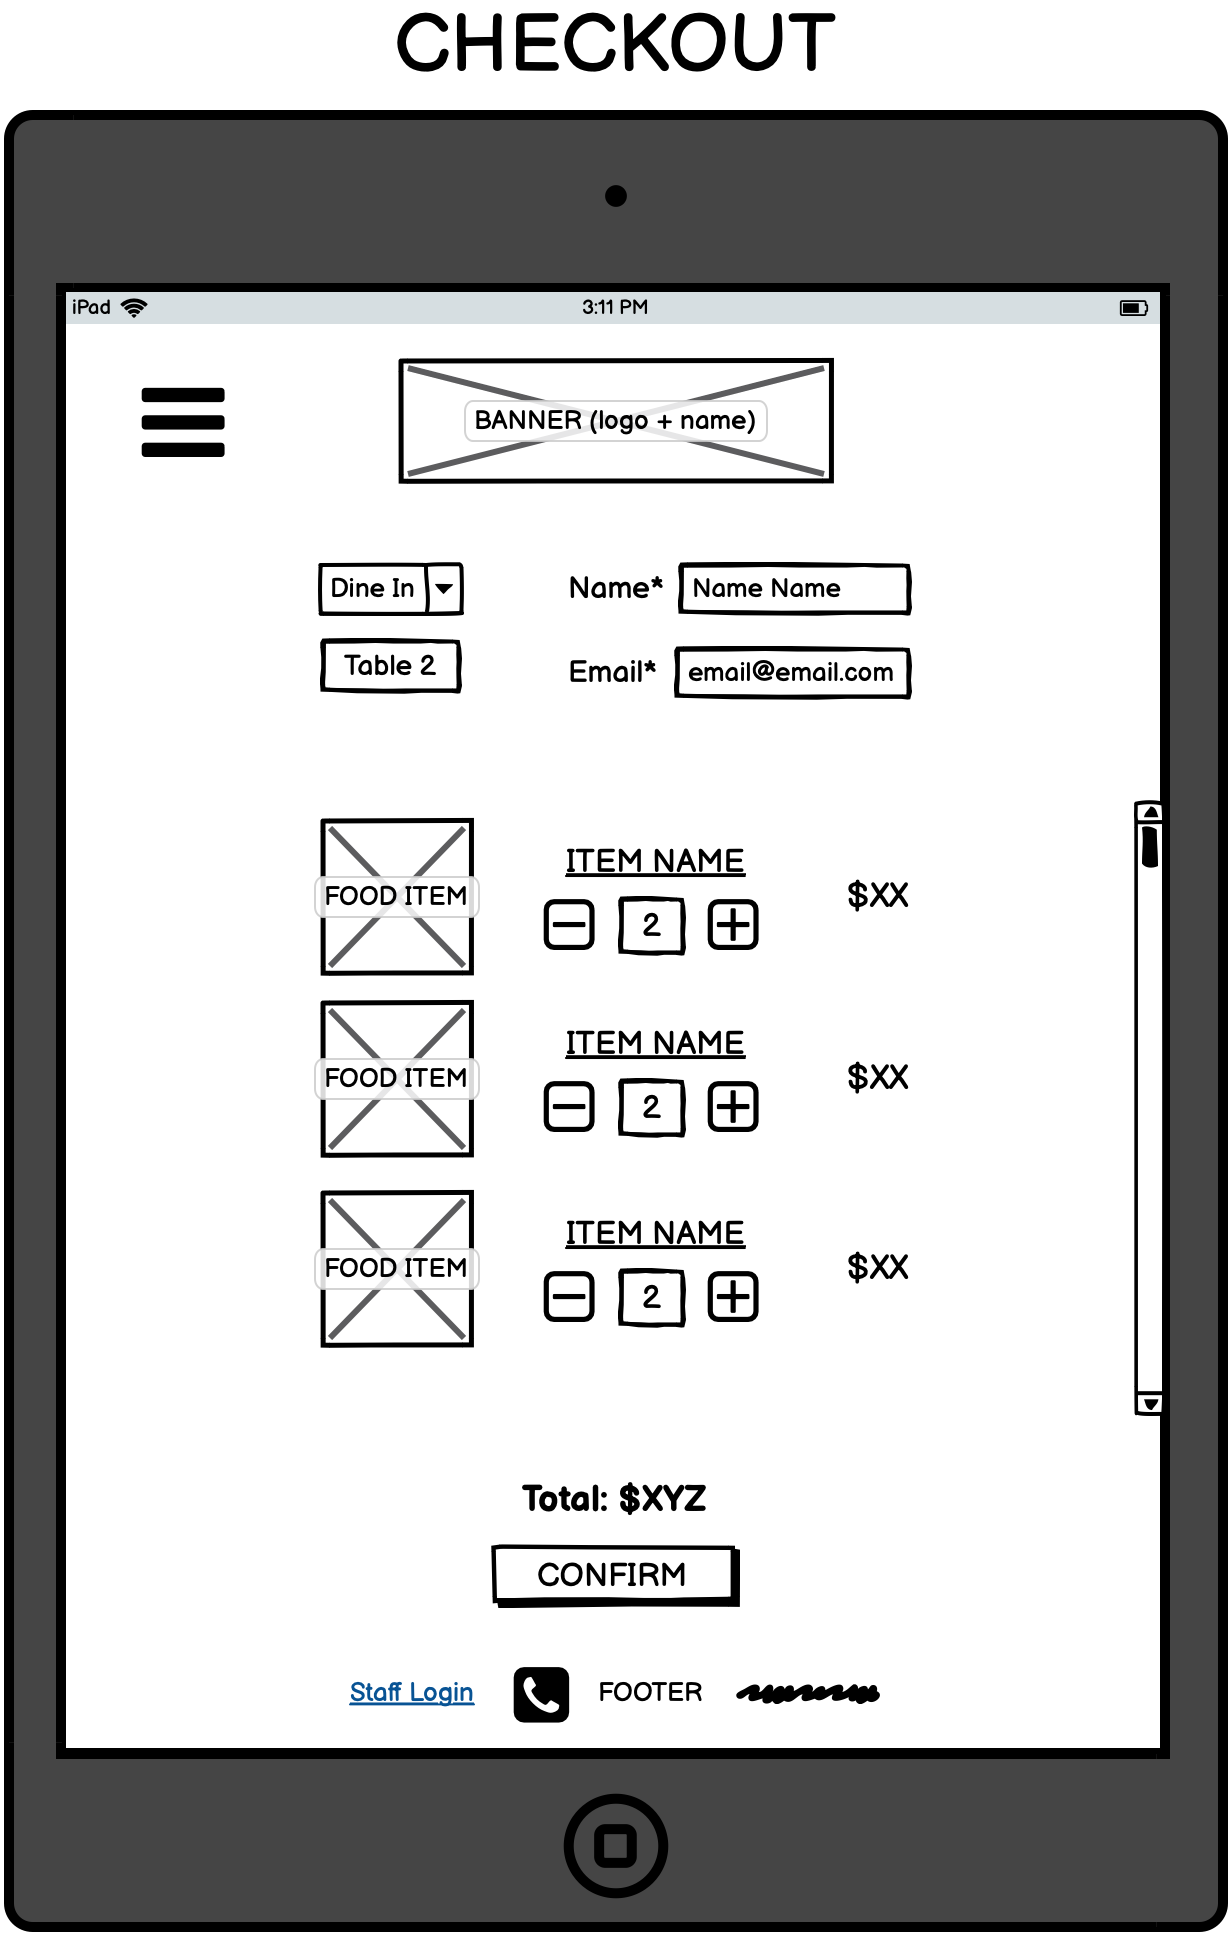 CHECKOUT
iPad 3:11 PM
BANNER (logo + name)
Dine In
Name* Name Name
Table 2
Email* email@email.com
ITEM NAME
FOOD ITEM $XX
2
ITEM NAME
FOOD ITEM $XX
2
ITEM NAME
FOOD ITEM $XX
2
Total: $XYZ
CONFIRM
Staff Login FOOTER